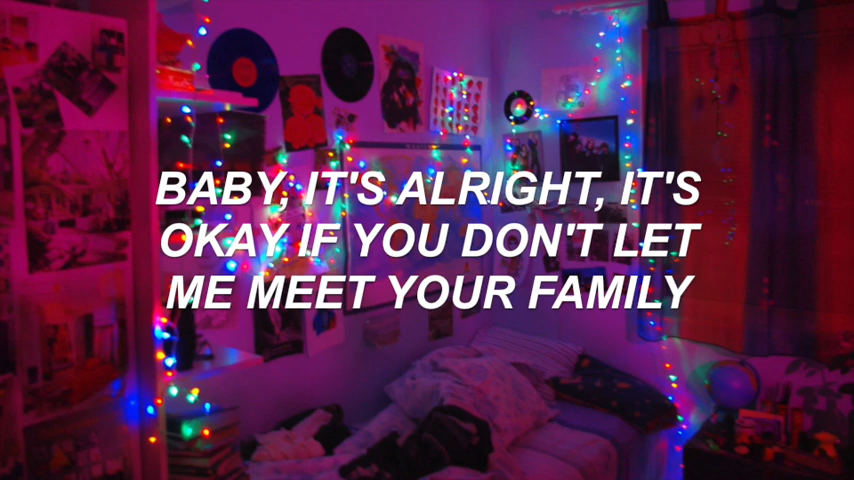 BABY, IT'S ALRIGHT, IT'S
OKAY IF YOU DON'T LET
ME MEET YOUR FAMILY